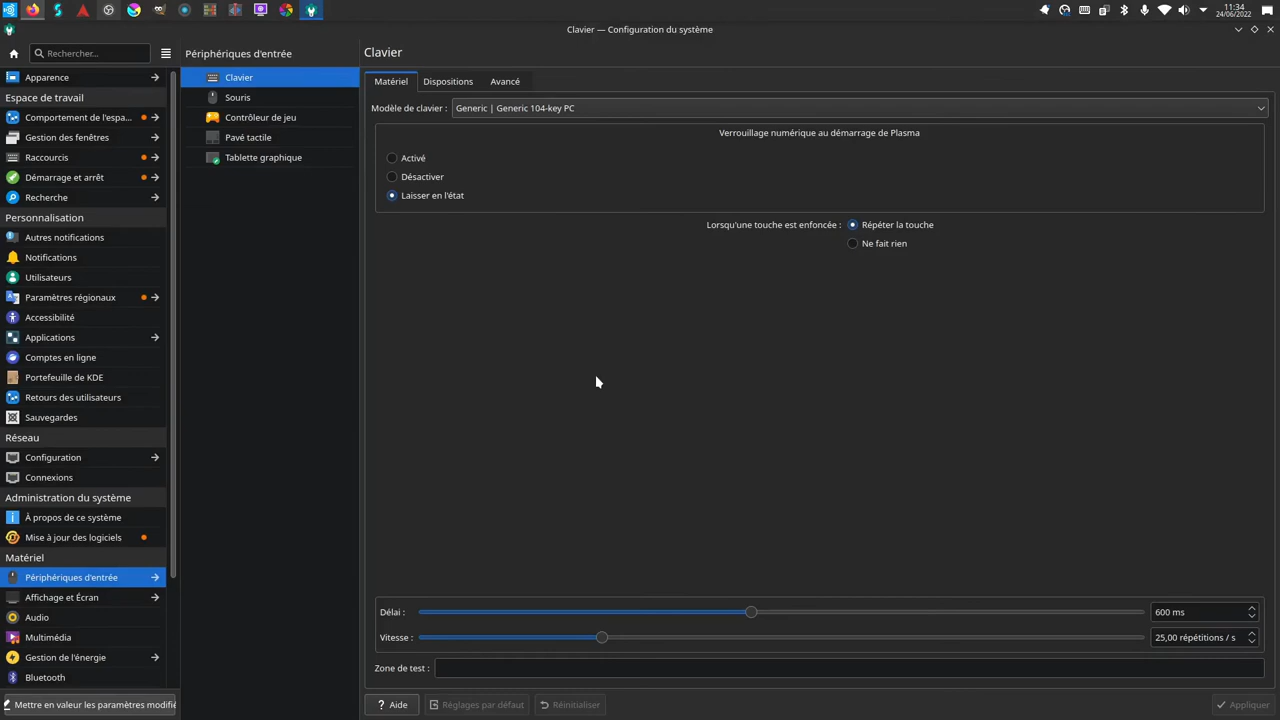 11:34
24/06/2022
Clavier — Configuration du système
Rechercher...
Apparence
Espace de travail
Comportement de l'espa...
Gestion des fenêtres
Raccourcis
Démarrage et arrêt
Recherche
Personnalisation
Autres notifications
Notifications
Utilisateurs
Paramètres régionaux
Accessibilité
Applications
Comptes en ligne
Portefeuille de KDE
Retours des utilisateurs
Sauvegardes
Réseau
Configuration
Connexions
Administration du système
À propos de ce système
Mise à jour des logiciels
Matériel
Périphériques d'entrée
Affichage et Écran
Audio
Multimédia
Gestion de l'énergie
Bluetooth
Mettre en valeur les paramètres modifié
Périphériques d'entrée
Clavier
Souris
Contrôleur de jeu
Pavé tactile
Tablette graphique
Clavier
Matériel Dispositions Avancé
Modèle de clavier : Generic | Generic 104-key PC
Verrouillage numérique au démarrage de Plasma
Activé
Désactiver
Laisser en l'état
Lorsqu'une touche est enfoncée : Répéter la touche
Ne fait rien
Délai : 600 ms
Vitesse : 25,00 répétitions / s
Zone de test :
Aide Réglages par défaut Réinitialiser Appliquer